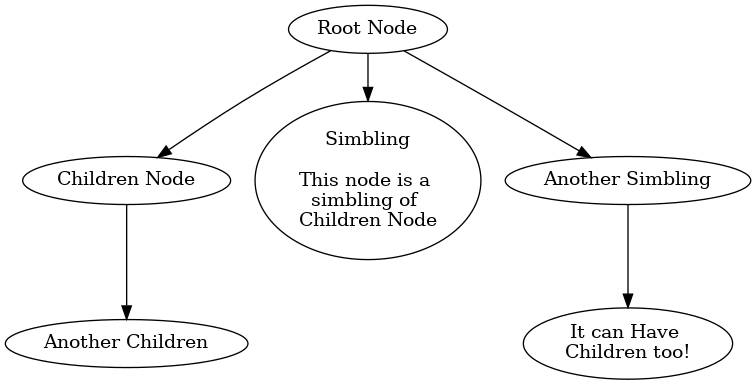 Root Node
Children Node
Simbling
This node is a
simbling of
Children Node
Another Simbling
Another Children
It can Have
Children too!